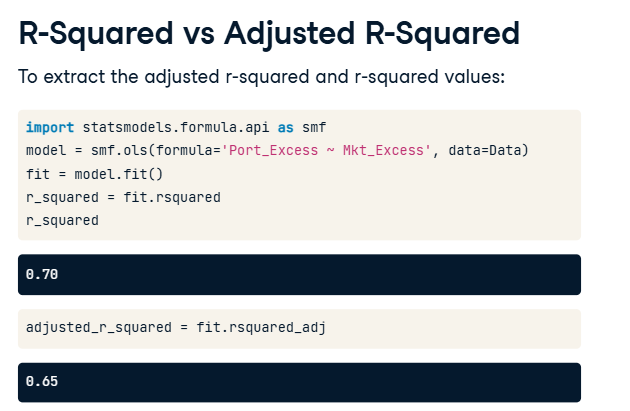 R-Squared vs Adjusted R-Squared
To extract the adjusted r-squared and r-squared values:
import statsmodels.formula.api as smf
model = smf.ols(formula='Port_Excess ~ Mkt_Excess', data=Data)
fit = model.fit()
r_squared = fit.rsquared
r_squared
0.70
adjusted_r_squared = fit.rsquared_adj
0.65